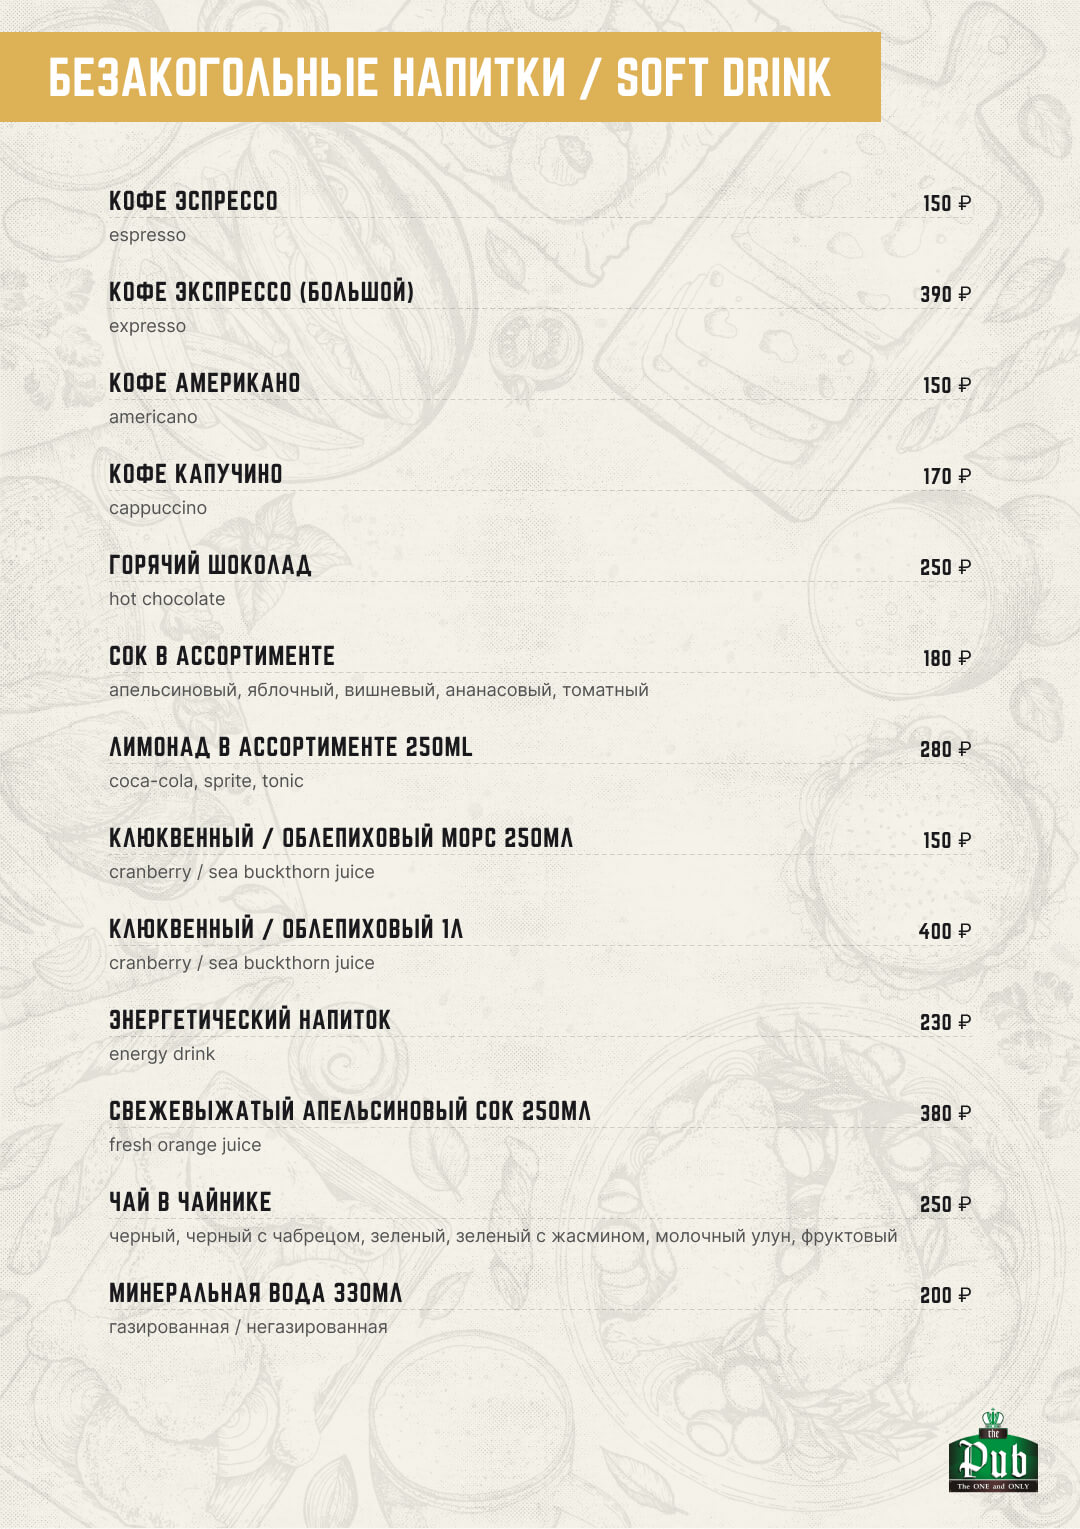 БЕЗАКОГОЛЬНЫЕ НАПИТКИ / SOFT DRINK
КОФЕ ЭСПРЕССО 150 ₽
espresso
КОФЕ ЭКСПРЕССО (БОЛЬШОЙ) 390 ₽
expresso
КОФЕ АМЕРИКАНО 150 ₽
americano
КОФЕ КАПУЧИНО 170 ₽
cappuccino
ГОРЯЧИЙ ШОКОЛАД 250 ₽
hot chocolate
СОК В АССОРТИМЕНТЕ 180 ₽
апельсиновый, яблочный, вишневый, ананасовый, томатный
ЛИМОНАД В АССОРТИМЕНТЕ 250ML 280 ₽
coca-cola, sprite, tonic
КЛЮКВЕННЫЙ / ОБЛЕПИХОВЫЙ МОРС 250МЛ 150 ₽
cranberry / sea buckthorn juice
КЛЮКВЕННЫЙ / ОБЛЕПИХОВЫЙ 1Л 400 ₽
cranberry / sea buckthorn juice
ЭНЕРГЕТИЧЕСКИЙ НАПИТОК 230 ₽
energy drink
СВЕЖЕВЫЖАТЫЙ АПЕЛЬСИНОВЫЙ СОК 250МЛ 380 ₽
fresh orange juice
ЧАЙ В ЧАЙНИКЕ 250 ₽
черный, черный с чабрецом, зеленый, зеленый с жасмином, молочный улун, фруктовый
МИНЕРАЛЬНАЯ ВОДА 330МЛ 200 ₽
газированная / негазированная
the
Pub
The ONE and ONLY